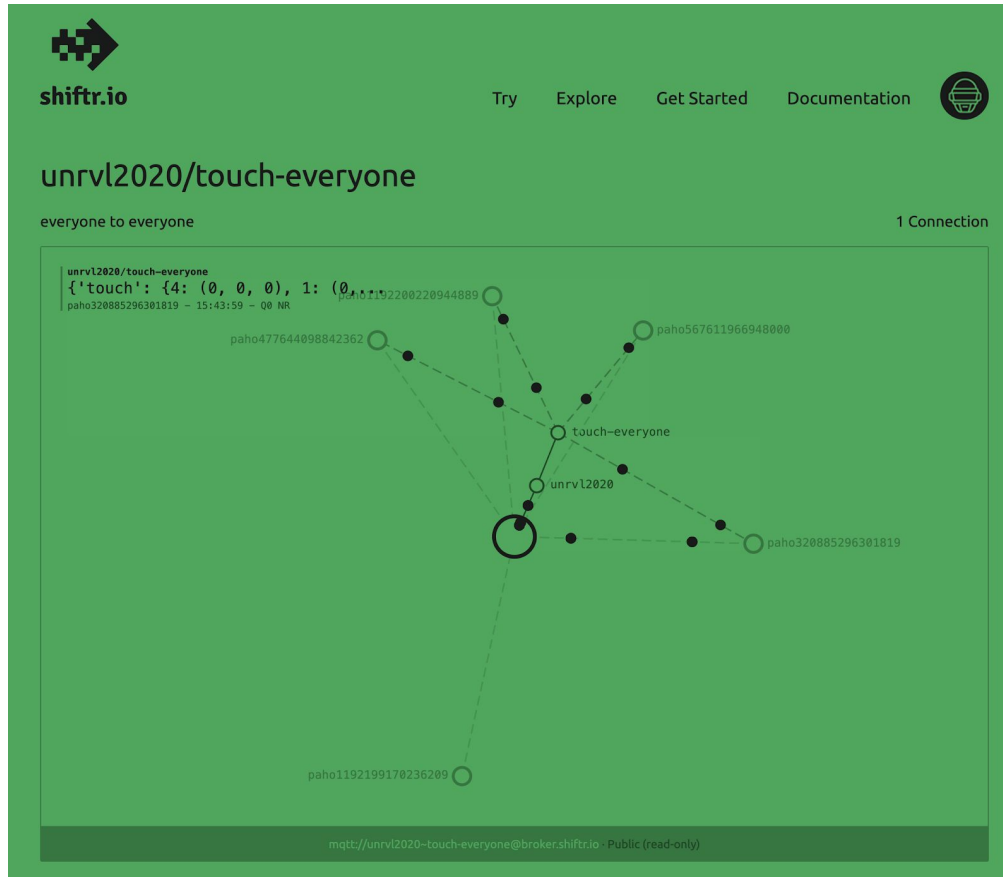 shiftr.io
Try Explore Get Started Documentation
unrvl2020/touch-everyone
everyone to everyone
1 Connection
unrvl2020/touch-everyone
{'touch': {4: (0, 0, 0), 1: (0,...
paho1192200220944889
paho320885296301819 - 15:43:59 - Q0 NR
paho567611966948000
paho477644098842362
touch-everyone
unrvl2020
paho320885296301819
paho1192199170236209
mqtt://unrvl2020-touch-everyone@broker.shiftr.io · Public (read-only)